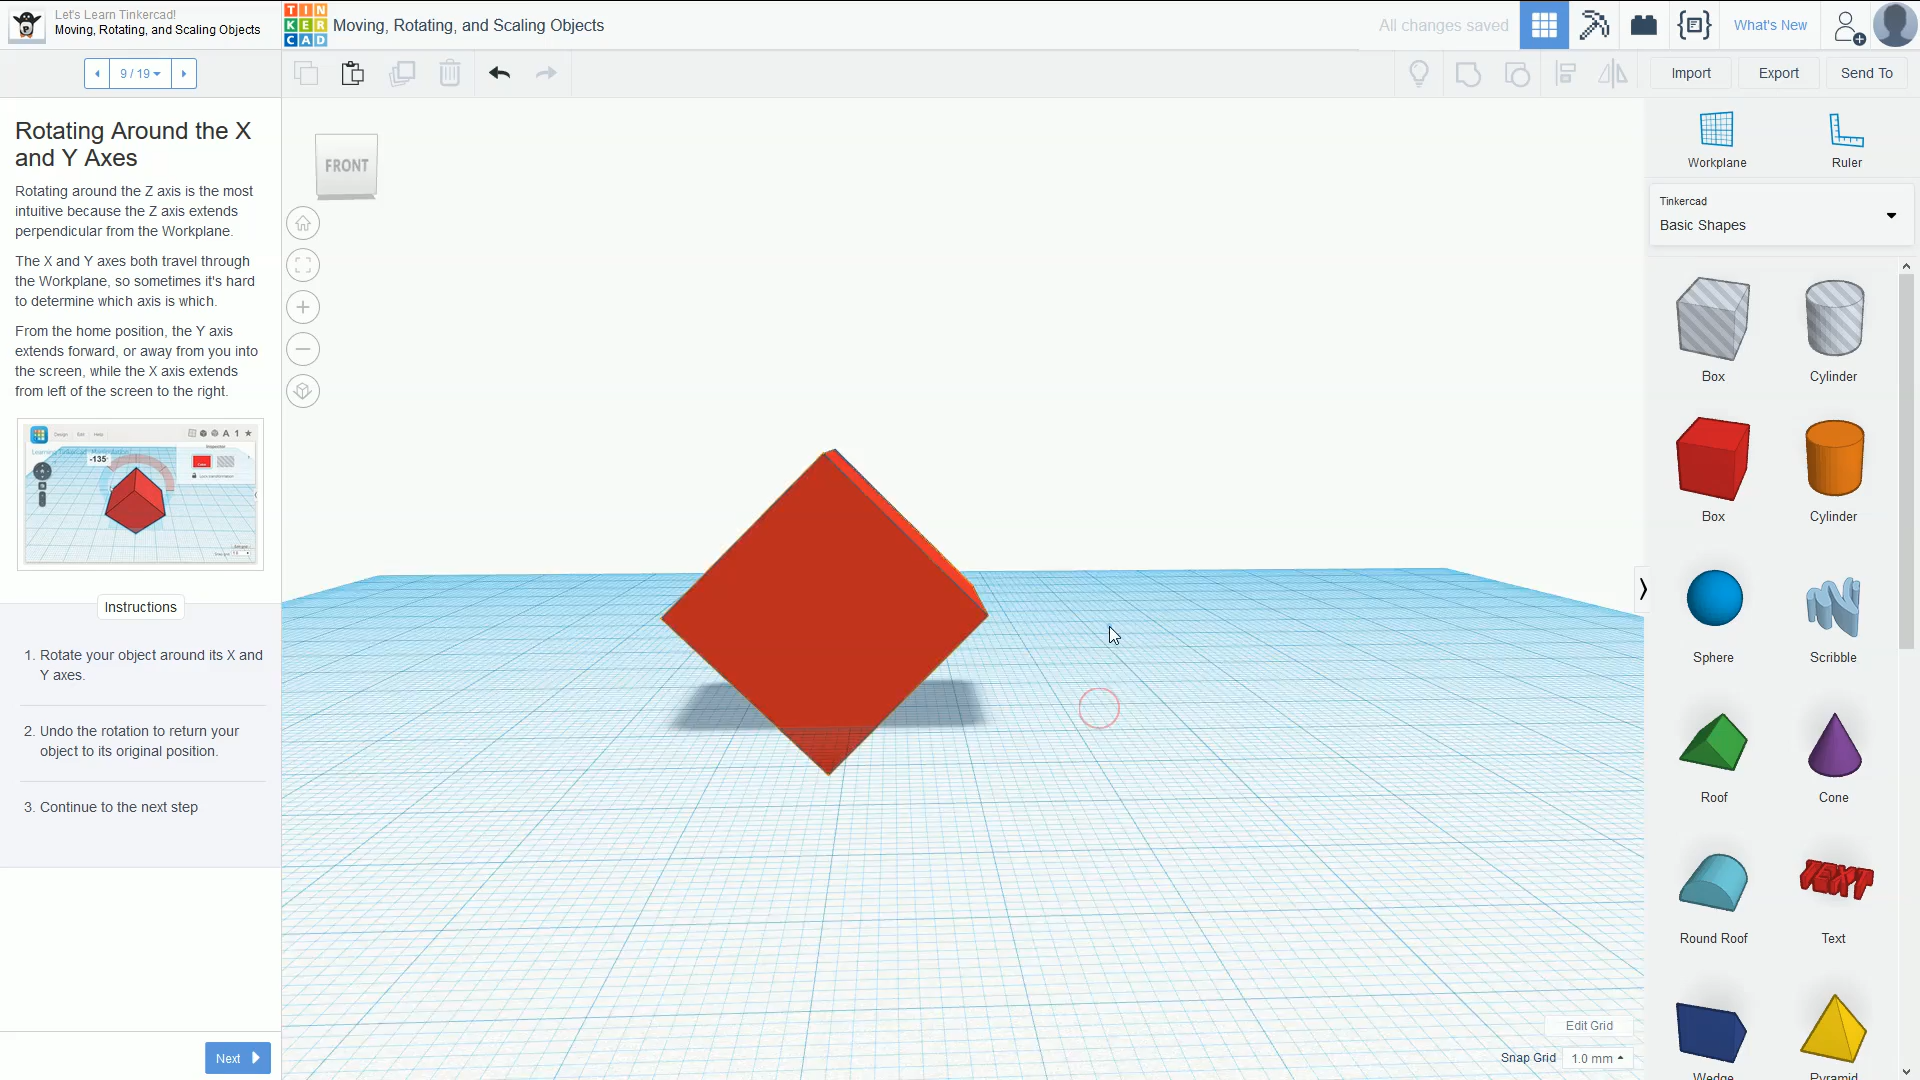 Let's Learn Tinkercad!
Moving, Rotating, and Scaling Objects
TIN
KER
CAD
Moving, Rotating, and Scaling Objects
All changes saved
What's New
9 / 19
Import
Export
Send To
Rotating Around the X
and Y Axes
Rotating around the Z axis is the most
intuitive because the Z axis extends
perpendicular from the Workplane.
The X and Y axes both travel through
the Workplane, so sometimes it's hard
to determine which axis is which.
From the home position, the Y axis
extends forward, or away from you into
the screen, while the X axis extends
from left of the screen to the right.
Design Edit Help
-135
Instructions
1. Rotate your object around its X and
Y axes.
2. Undo the rotation to return your
object to its original position.
3. Continue to the next step
Next
FRONT
Edit Grid
Snap Grid 1.0 mm
Workplane
Ruler
Tinkercad
Basic Shapes
Box
Cylinder
Box
Cylinder
Sphere
Scribble
Roof
Cone
TEXT
Round Roof
Text
Wedge
Pyramid